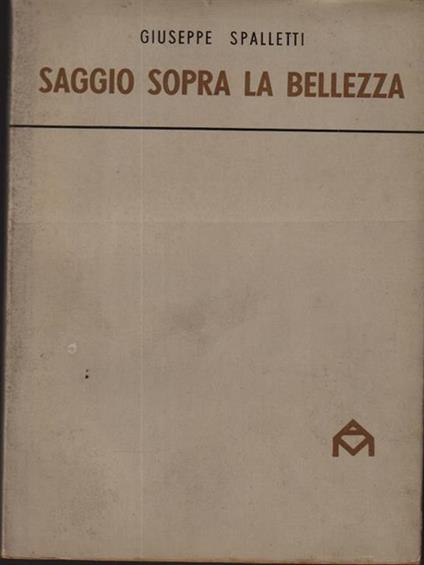 GIUSEPPE SPALLETTI
SAGGIO SOPRA LA BELLEZZA